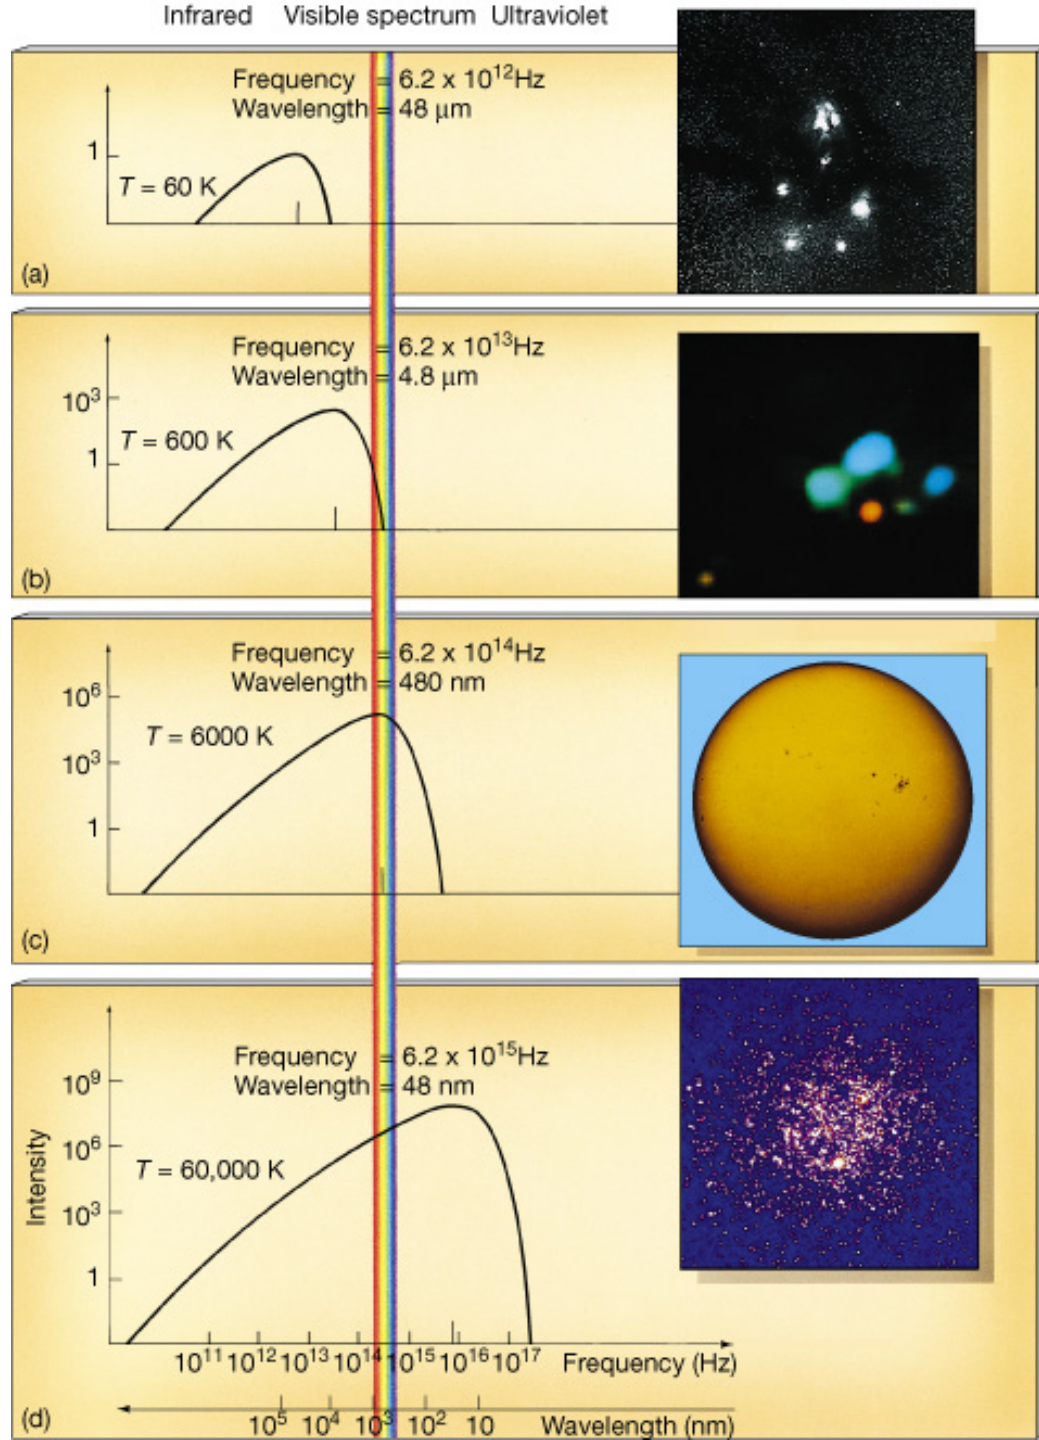 Infrared Visible spectrum Ultraviolet
Frequency = 6.2 x 10¹²Hz
Wavelength = 48 μm
1
T = 60 K
(a)
Frequency = 6.2 x 10¹³Hz
Wavelength = 4.8 μm
10³
T = 600 K
1
(b)
Frequency = 6.2 x 10¹⁴Hz
Wavelength = 480 nm
10⁶
T = 6000 K
10³
1
(c)
Frequency = 6.2 x 10¹⁵Hz
Wavelength = 48 nm
10⁹
10⁶
T = 60,000 K
10³
1
Intensity
10¹¹ 10¹² 10¹³ 10¹⁴ 10¹⁵ 10¹⁶ 10¹⁷ Frequency (Hz)
(d)
10⁵ 10⁴ 10³ 10² 10 Wavelength (nm)